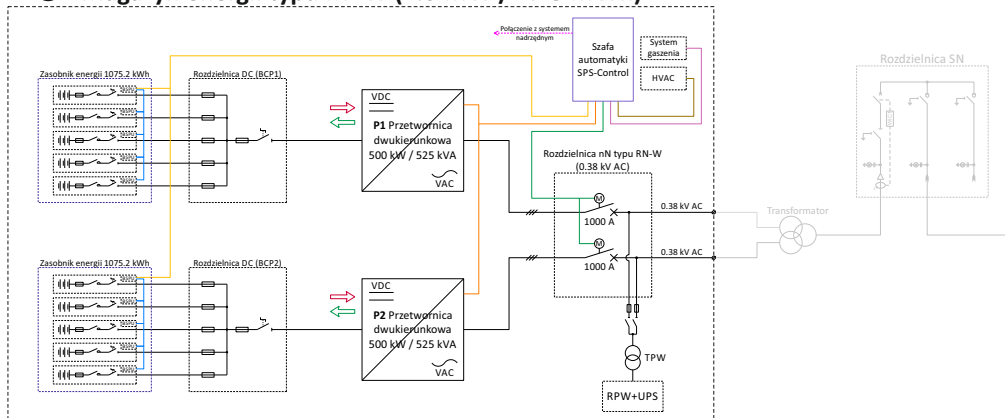 Połączenie z systemem
nadrzędnym
Szafa
automatyki
SPS-Control
System
gaszenia
HVAC
Rozdzielnica SN
Zasobnik energii 1075.2 kWh
Rozdzielnica DC (BCP1)
VDC
P1 Przetwornica
dwukierunkowa
500 kW / 525 kVA
VAC
Rozdzielnica nN typu RN-W
(0.38 kV AC)
M
1000 A
0.38 kV AC
Transformator
M
1000 A
0.38 kV AC
Zasobnik energii 1075.2 kWh
Rozdzielnica DC (BCP2)
VDC
P2 Przetwornica
dwukierunkowa
500 kW / 525 kVA
VAC
TPW
RPW+UPS